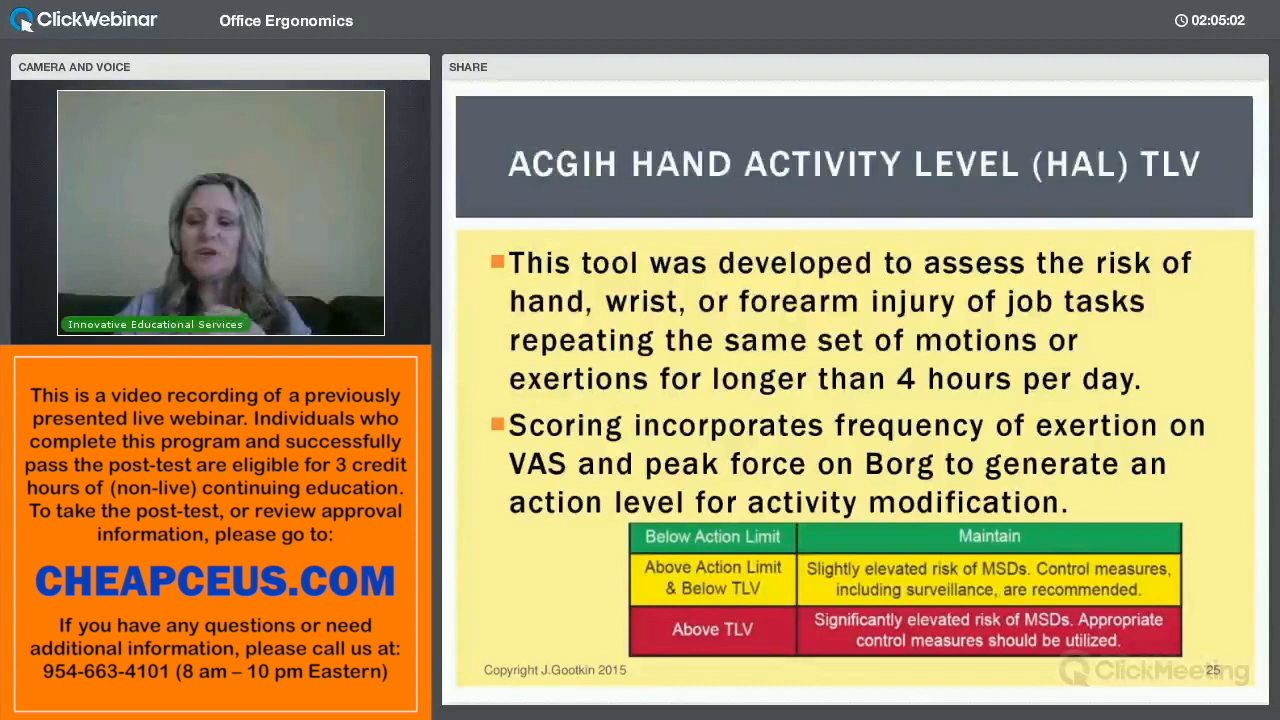 ClickWebinar
Office Ergonomics
02:05:02
CAMERA AND VOICE
Innovative Educational Services
This is a video recording of a previously
presented live webinar. Individuals who
complete this program and successfully
pass the post-test are eligible for 3 credit
hours of (non-live) continuing education.
To take the post-test, or review approval
information, please go to:
CHEAPCEUS.COM
If you have any questions or need
additional information, please call us at:
954-663-4101 (8 am – 10 pm Eastern)
SHARE
ACGIH HAND ACTIVITY LEVEL (HAL) TLV
This tool was developed to assess the risk of
hand, wrist, or forearm injury of job tasks
repeating the same set of motions or
exertions for longer than 4 hours per day.
Scoring incorporates frequency of exertion on
VAS and peak force on Borg to generate an
action level for activity modification.
Below Action Limit
Maintain
Above Action Limit
& Below TLV
Slightly elevated risk of MSDs. Control measures,
including surveillance, are recommended.
Above TLV
Significantly elevated risk of MSDs. Appropriate
control measures should be utilized.
Copyright J.Gootkin 2015
25
ClickMeeting